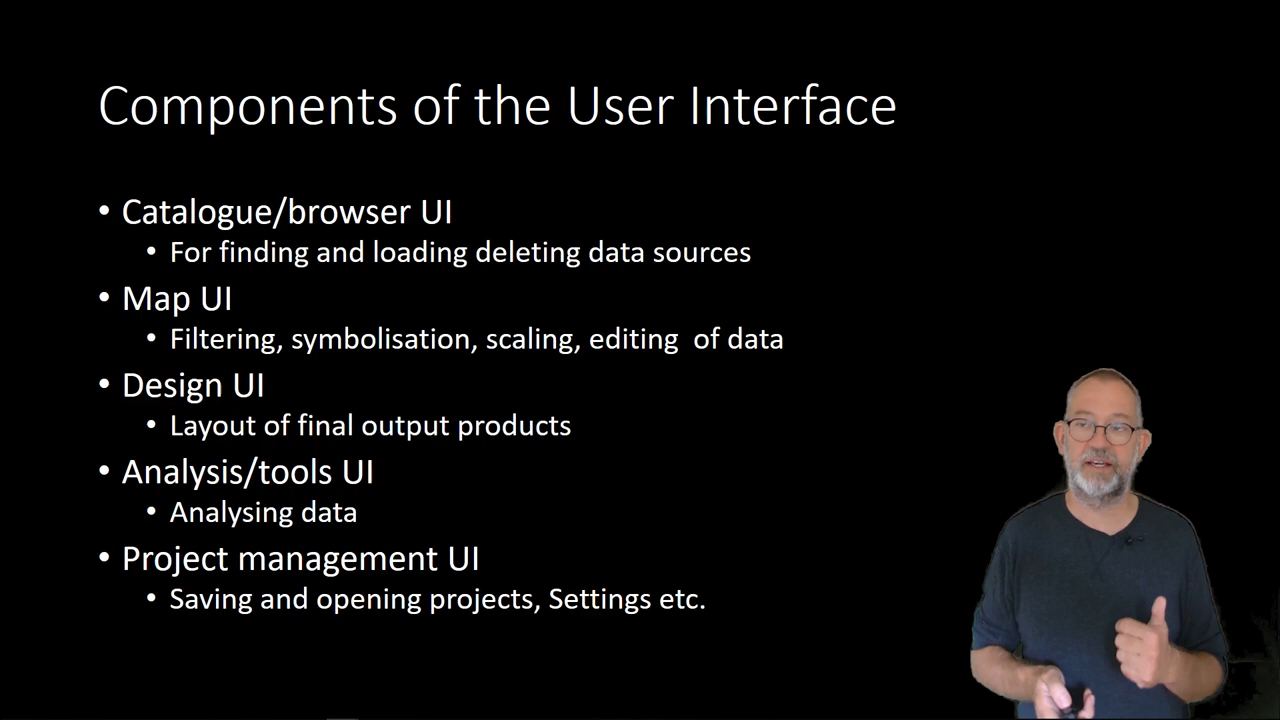 Components of the User Interface
• Catalogue/browser UI
• For finding and loading deleting data sources
• Map UI
• Filtering, symbolisation, scaling, editing  of data
• Design UI
• Layout of final output products
• Analysis/tools UI
• Analysing data
• Project management UI
• Saving and opening projects, Settings etc.